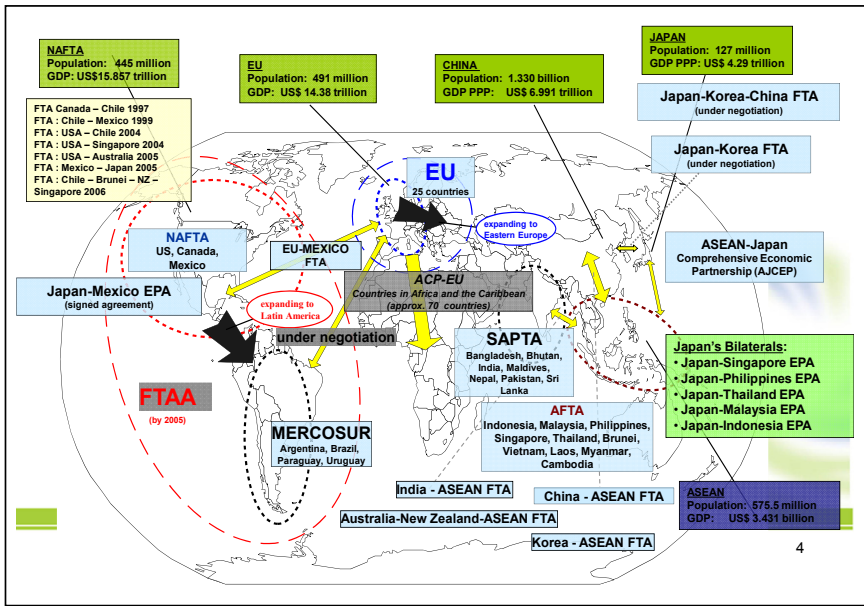 NAFTA
Population: 445 million
GDP: US$15.857 trillion
EU
Population: 491 million
GDP: US$ 14.38 trillion
CHINA
Population: 1.330 billion
GDP PPP: US$ 6.991 trillion
JAPAN
Population: 127 million
GDP PPP: US$ 4.29 trillion
FTA Canada – Chile 1997
FTA : Chile – Mexico 1999
FTA : USA – Chile 2004
FTA : USA – Singapore 2004
FTA : USA – Australia 2005
FTA : Mexico – Japan 2005
FTA : Chile – Brunei – NZ –
Singapore 2006
Japan-Korea-China FTA
(under negotiation)
Japan-Korea FTA
(under negotiation)
EU
25 countries
expanding to
Eastern Europe
NAFTA
US, Canada,
Mexico
EU-MEXICO
FTA
ASEAN-Japan
Comprehensive Economic
Partnership (AJCEP)
ACP-EU
Countries in Africa and the Caribbean
(approx. 70 countries)
Japan-Mexico EPA
(signed agreement)
expanding to
Latin America
under negotiation
SAPTA
Bangladesh, Bhutan,
India, Maldives,
Nepal, Pakistan, Sri
Lanka
Japan's Bilaterals:
• Japan-Singapore EPA
• Japan-Philippines EPA
• Japan-Thailand EPA
• Japan-Malaysia EPA
• Japan-Indonesia EPA
FTAA
(by 2005)
MERCOSUR
Argentina, Brazil,
Paraguay, Uruguay
AFTA
Indonesia, Malaysia, Philippines,
Singapore, Thailand, Brunei,
Vietnam, Laos, Myanmar,
Cambodia
India - ASEAN FTA
China - ASEAN FTA
ASEAN
Population: 575.5 million
GDP: US$ 3.431 billion
Australia-New Zealand-ASEAN FTA
Korea - ASEAN FTA
4